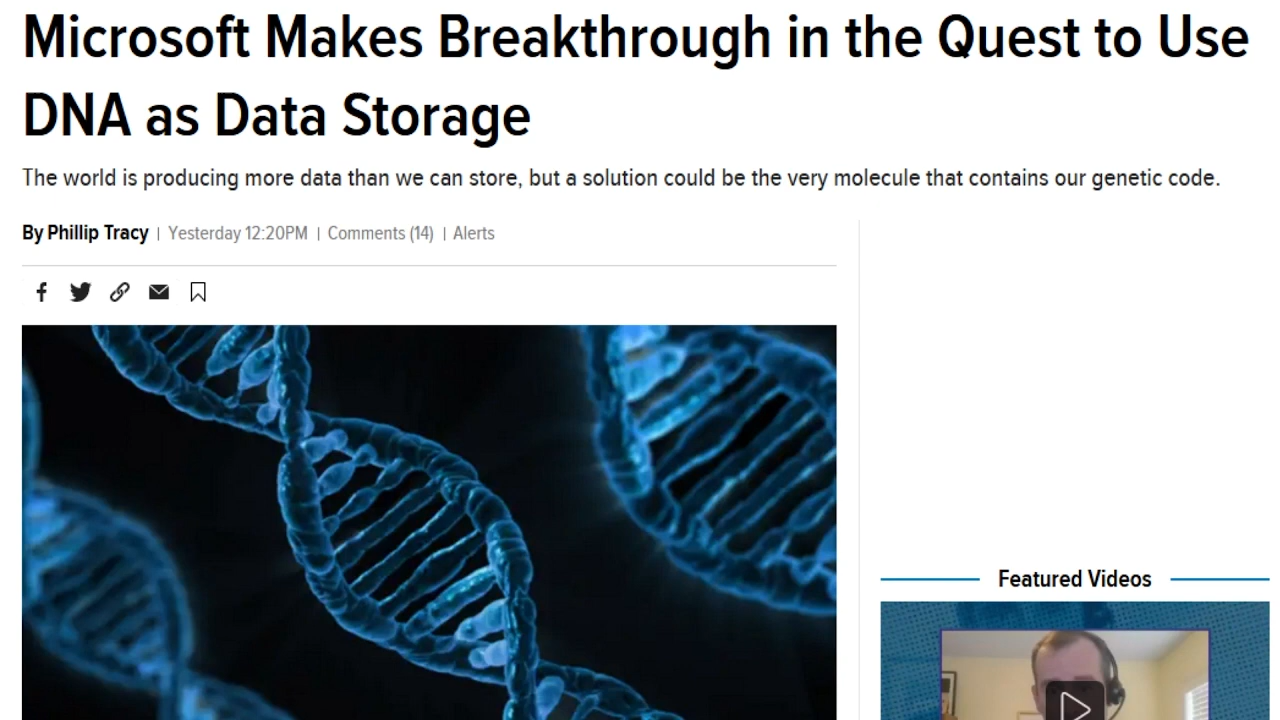 Microsoft Makes Breakthrough in the Quest to Use
DNA as Data Storage
The world is producing more data than we can store, but a solution could be the very molecule that contains our genetic code.
By Phillip Tracy | Yesterday 12:20PM | Comments (14) | Alerts
Featured Videos